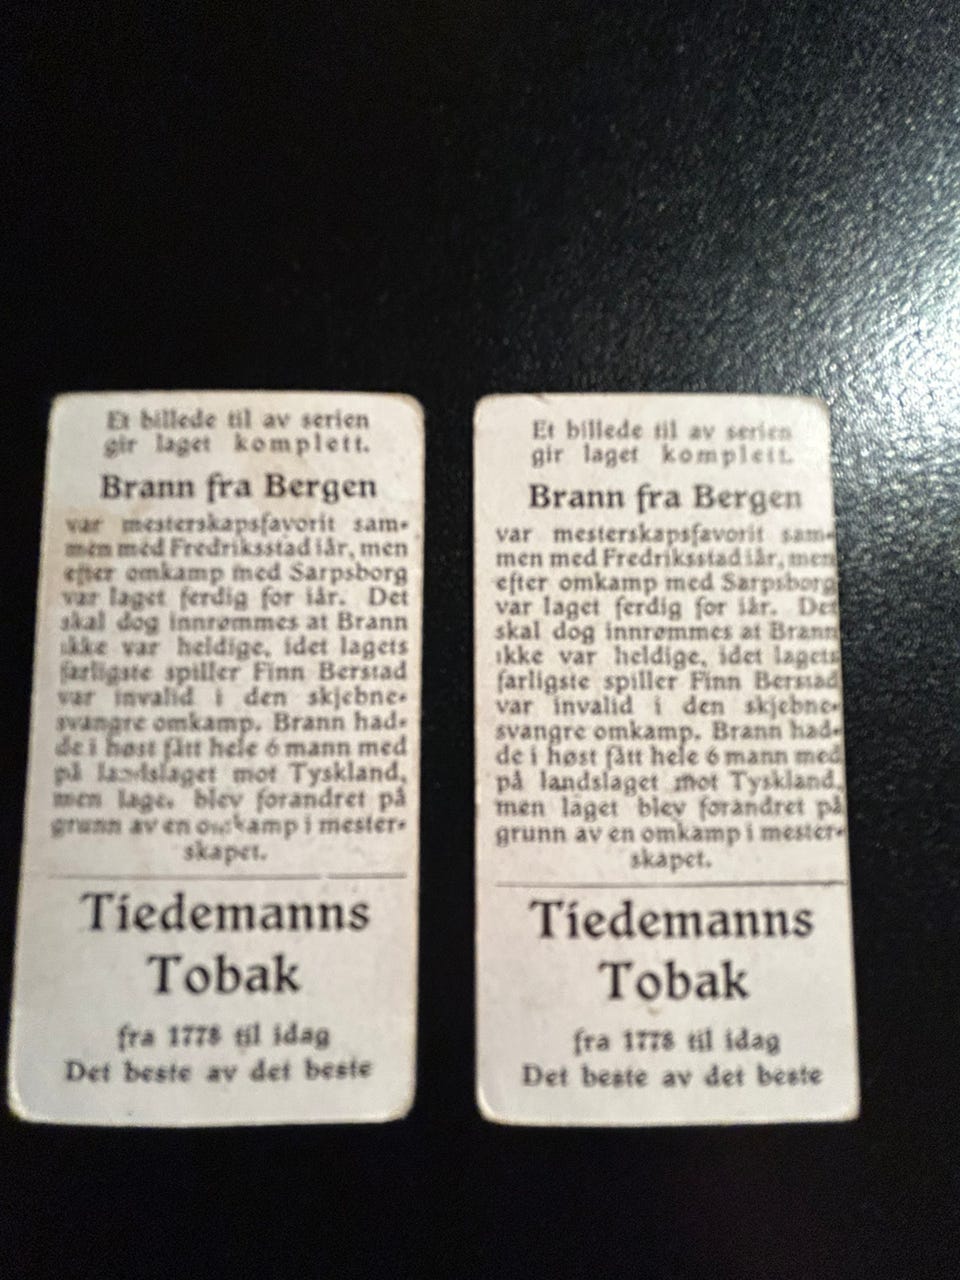 Et billede til av serien
gir laget komplett.
Brann fra Bergen
var mesterskapsfavorit sam-
men med Fredriksstad iår, men
efter omkamp med Sarpsborg
var laget ferdig for iår. Det
skal dog innrømmes at Brann
ikke var heldige, idet lagets
farligste spiller Finn Berstad
var invalid i den skjebne-
svangre omkamp. Brann had-
de i høst fått hele 6 mann med
på landslaget mot Tyskland,
men laget blev forandret på
grunn av en omkamp i mester-
skapet.
Tiedemanns
Tobak
fra 1778 til idag
Det beste av det beste
Et billede til av serien
gir laget komplett.
Brann fra Bergen
var mesterskapsfavorit sam-
men med Fredriksstad iår, men
efter omkamp med Sarpsborg
var laget ferdig for iår. Det
skal dog innrømmes at Brann
ikke var heldige, idet lagets
farligste spiller Finn Berstad
var invalid i den skjebne-
svangre omkamp. Brann had-
de i høst fått hele 6 mann med
på landslaget mot Tyskland,
men laget blev forandret på
grunn av en omkamp i mester-
skapet.
Tiedemanns
Tobak
fra 1778 til idag
Det beste av det beste